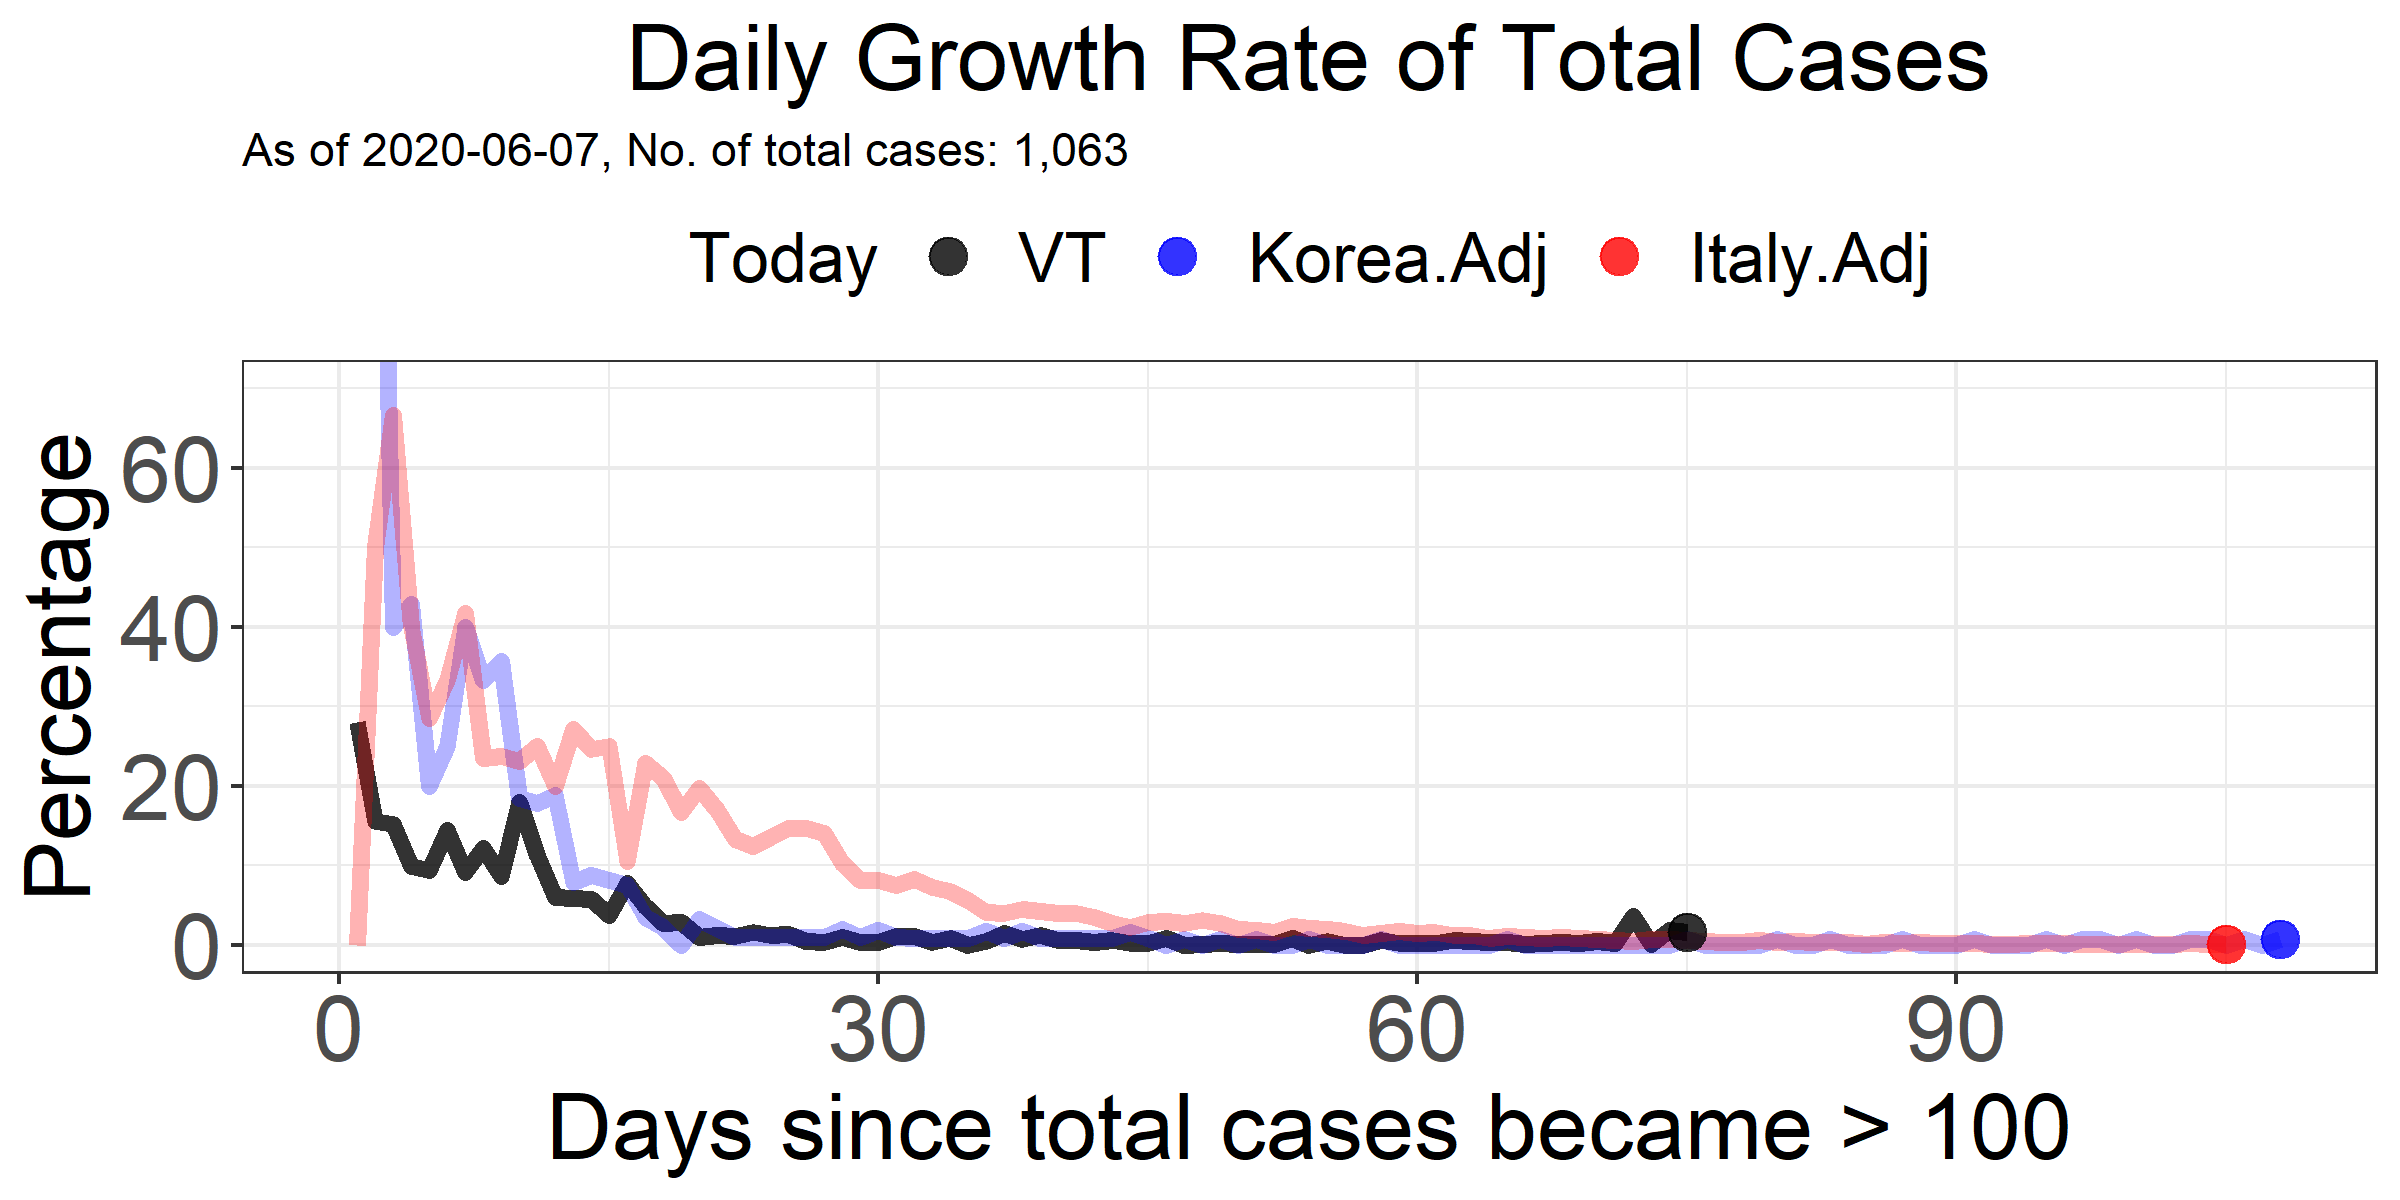 Daily Growth Rate of Total Cases
As of 2020-06-07, No. of total cases: 1,063
Today VT Korea.Adj Italy.Adj
Percentage
60
40
20
0
0 30 60 90
Days since total cases became > 100